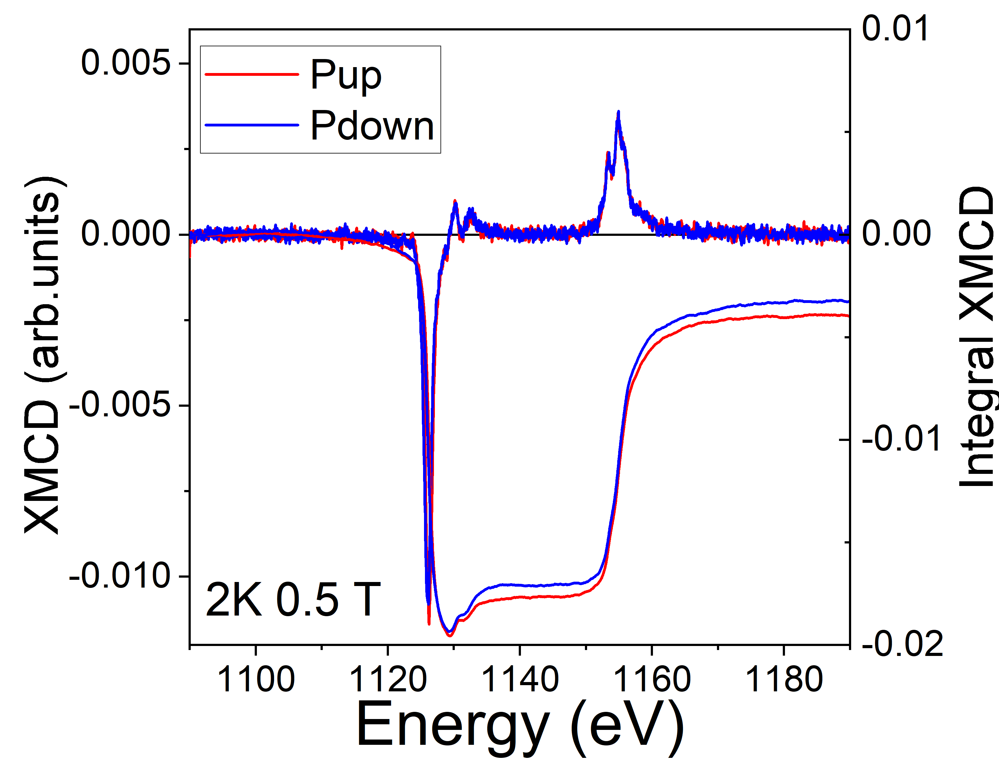 0.01
0.005
Pup
Pdown
0.000
0.00
XMCD (arb.units)
Integral XMCD
-0.005
-0.01
-0.010
2K 0.5 T
-0.02
1100 1120 1140 1160 1180
Energy (eV)